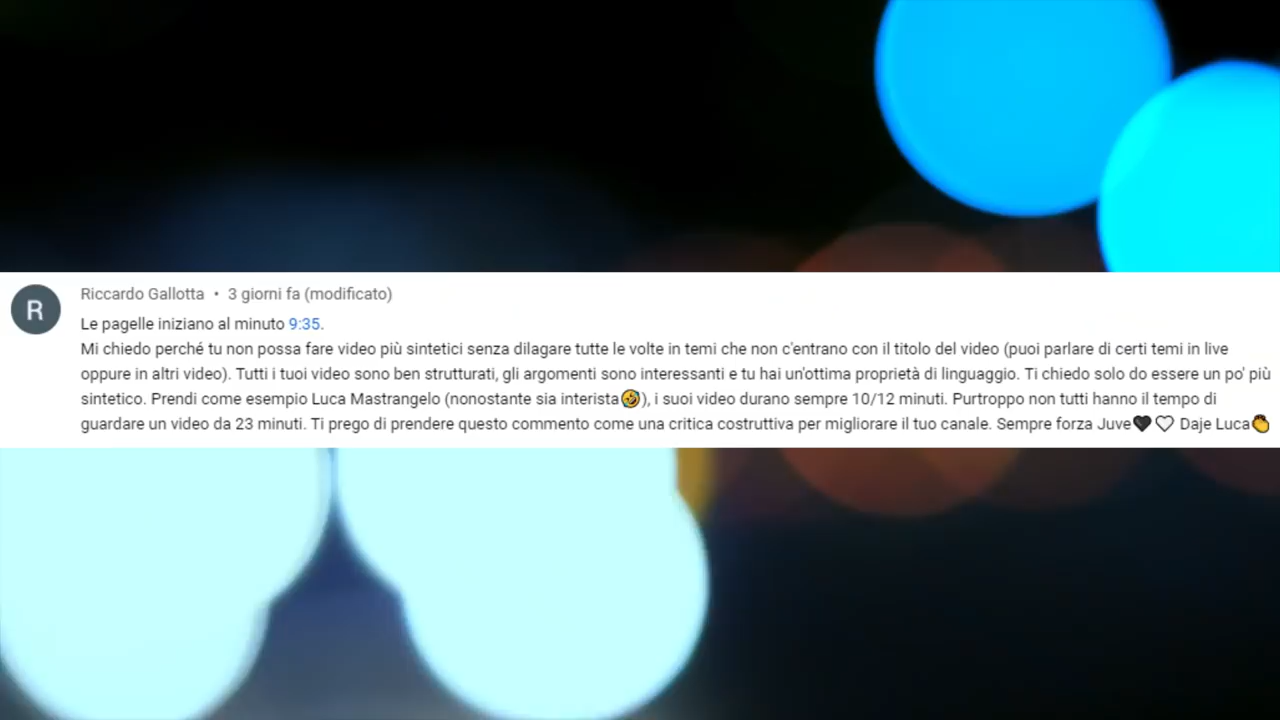 R
Riccardo Gallotta • 3 giorni fa (modificato)
Le pagelle iniziano al minuto 9:35.
Mi chiedo perché tu non possa fare video più sintetici senza dilagare tutte le volte in temi che non c'entrano con il titolo del video (puoi parlare di certi temi in live
oppure in altri video). Tutti i tuoi video sono ben strutturati, gli argomenti sono interessanti e tu hai un'ottima proprietà di linguaggio. Ti chiedo solo do essere un po' più
sintetico. Prendi come esempio Luca Mastrangelo (nonostante sia interista🤣), i suoi video durano sempre 10/12 minuti. Purtroppo non tutti hanno il tempo di
guardare un video da 23 minuti. Ti prego di prendere questo commento come una critica costruttiva per migliorare il tuo canale. Sempre forza Juve🖤🤍 Daje Luca👏